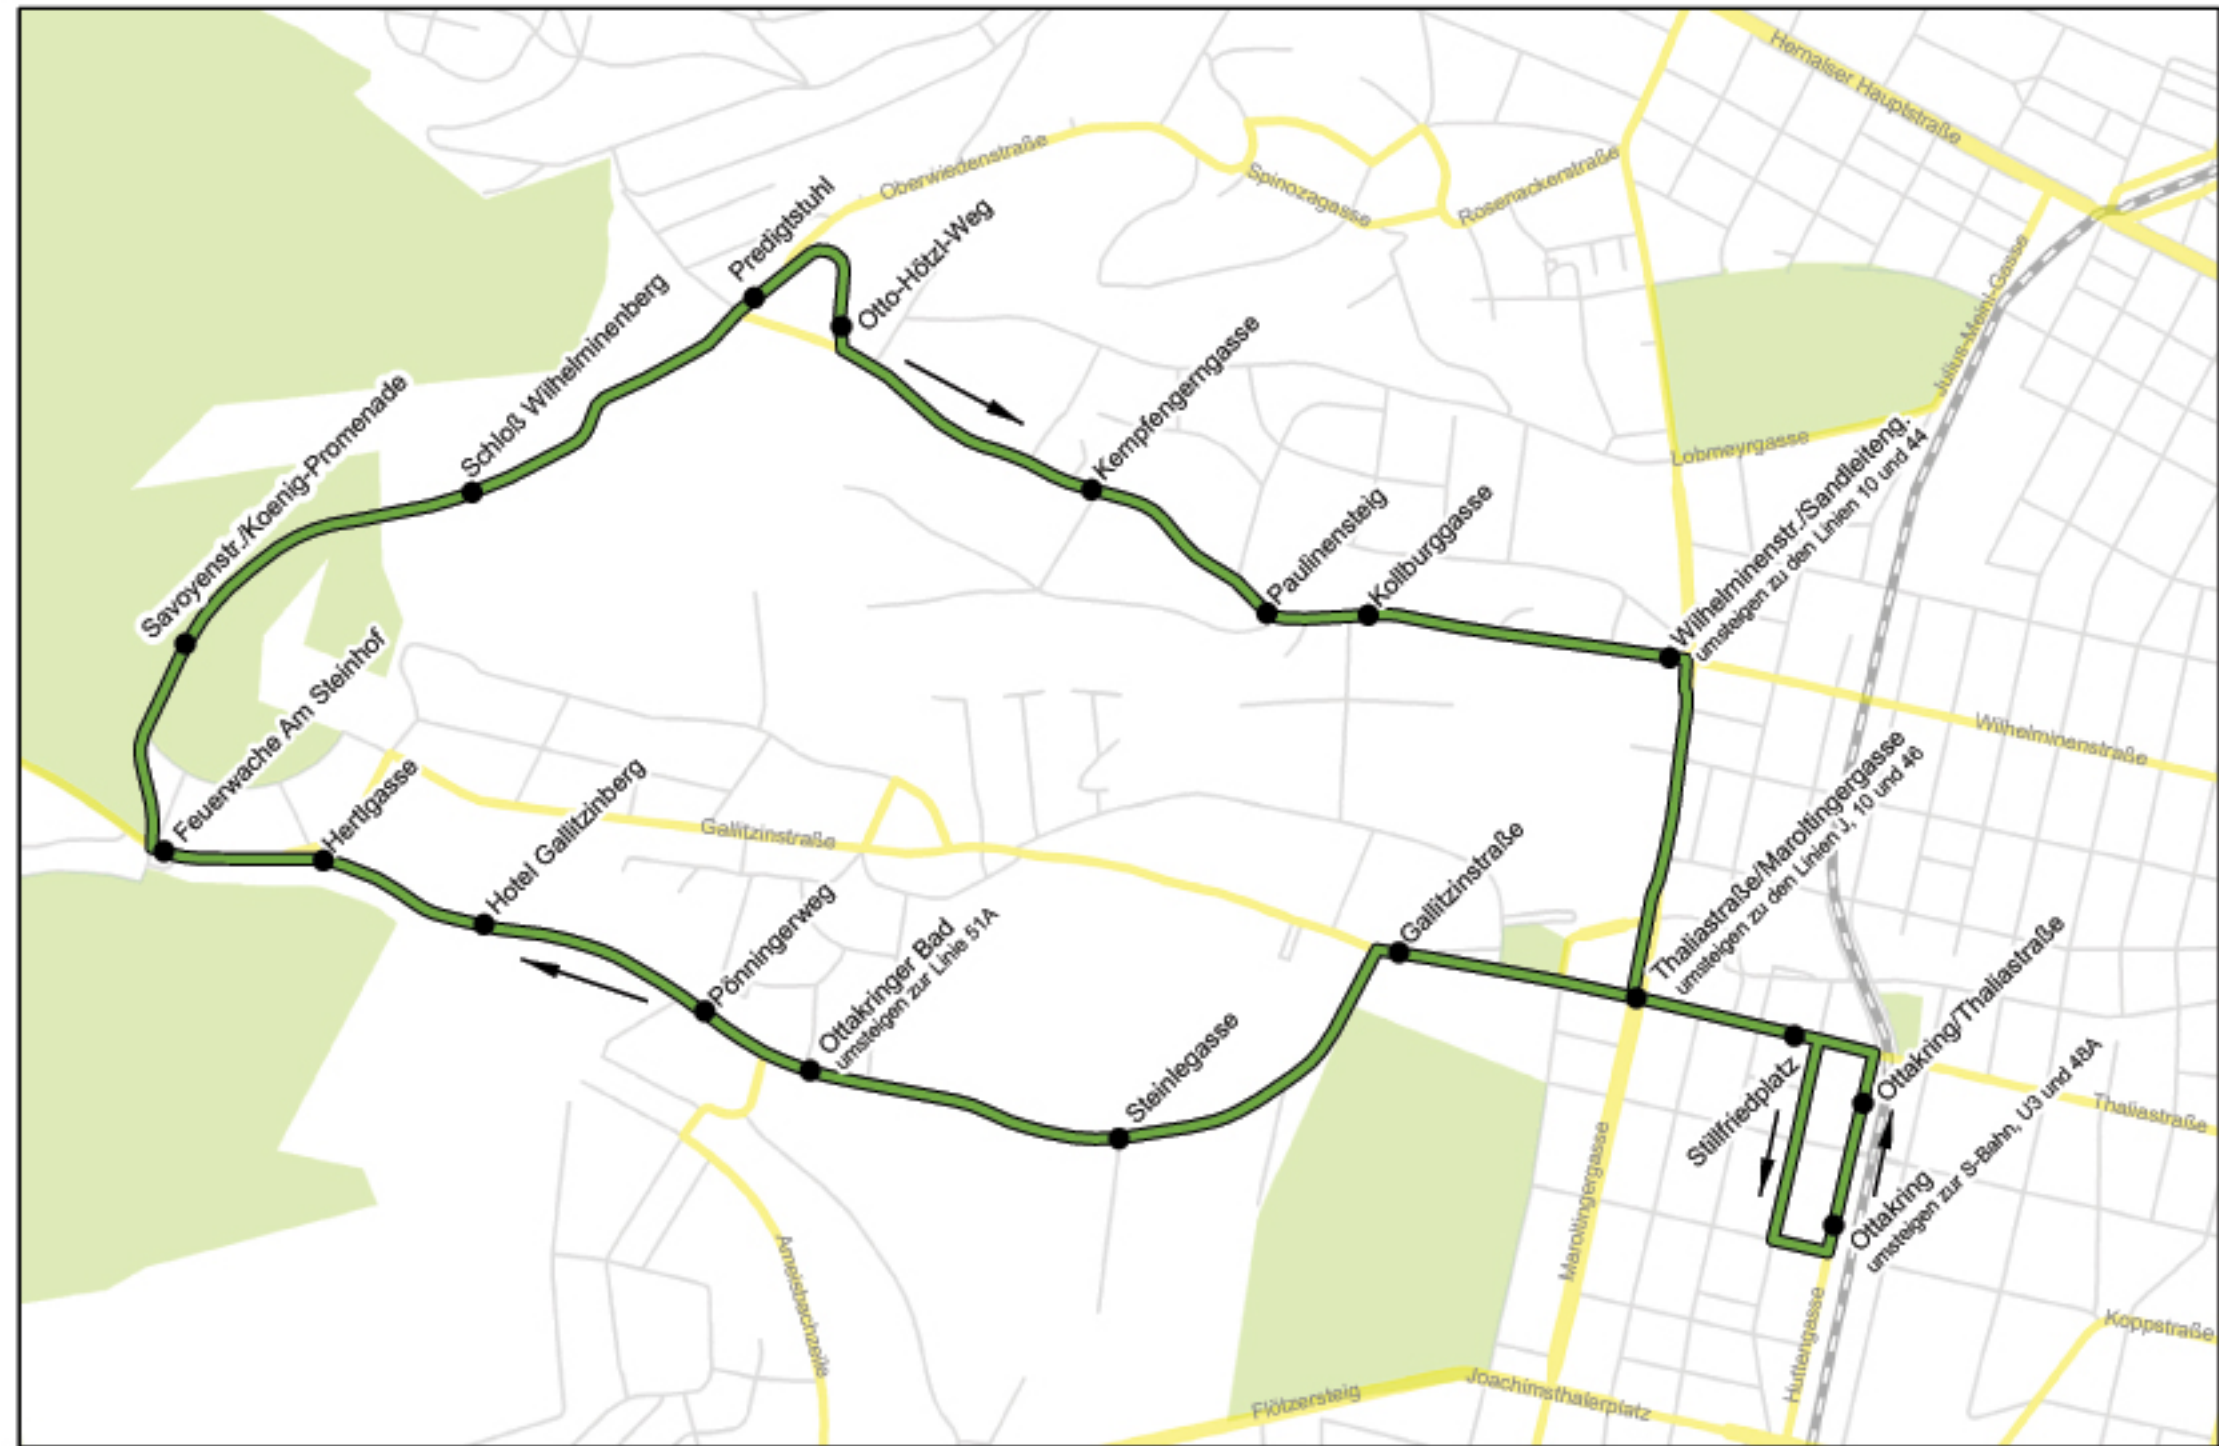 Hernalser Hauptstraße
Oberwiedenstraße
Spinozagasse
Rosenackerstraße
Predigtstuhl
Otto-Hötzl-Weg
Julius-Meinl-Gasse
Schloß Wilhelminenberg
Kempfengerngasse
Lobmeyrgasse
Savoyenstr./Koenig-Promenade
Paulinensteig
Kollburggasse
Wilhelminenstr./Sandleiteng.
umsteigen zu den Linien 10 und 44
Feuerwache Am Steinhof
Wilhelminenstraße
Hertlgasse
Hotel Gallitzinberg
Gallitzinstraße
Gallitzinstraße
Thaliastraße/Maroltingergasse
umsteigen zu den Linien J, 10 und 46
Pönningerweg
Ottakringer Bad
umsteigen zur Linie 51A
Steinlegasse
Stillfriedplatz
Ottakring/Thaliastraße
Thaliastraße
Ottakring
umsteigen zur S-Bahn, U3 und 48A
Maroltingergasse
Ameisbachzeile
Huttengasse
Koppstraße
Flötzersteig
Joachimsthalerplatz